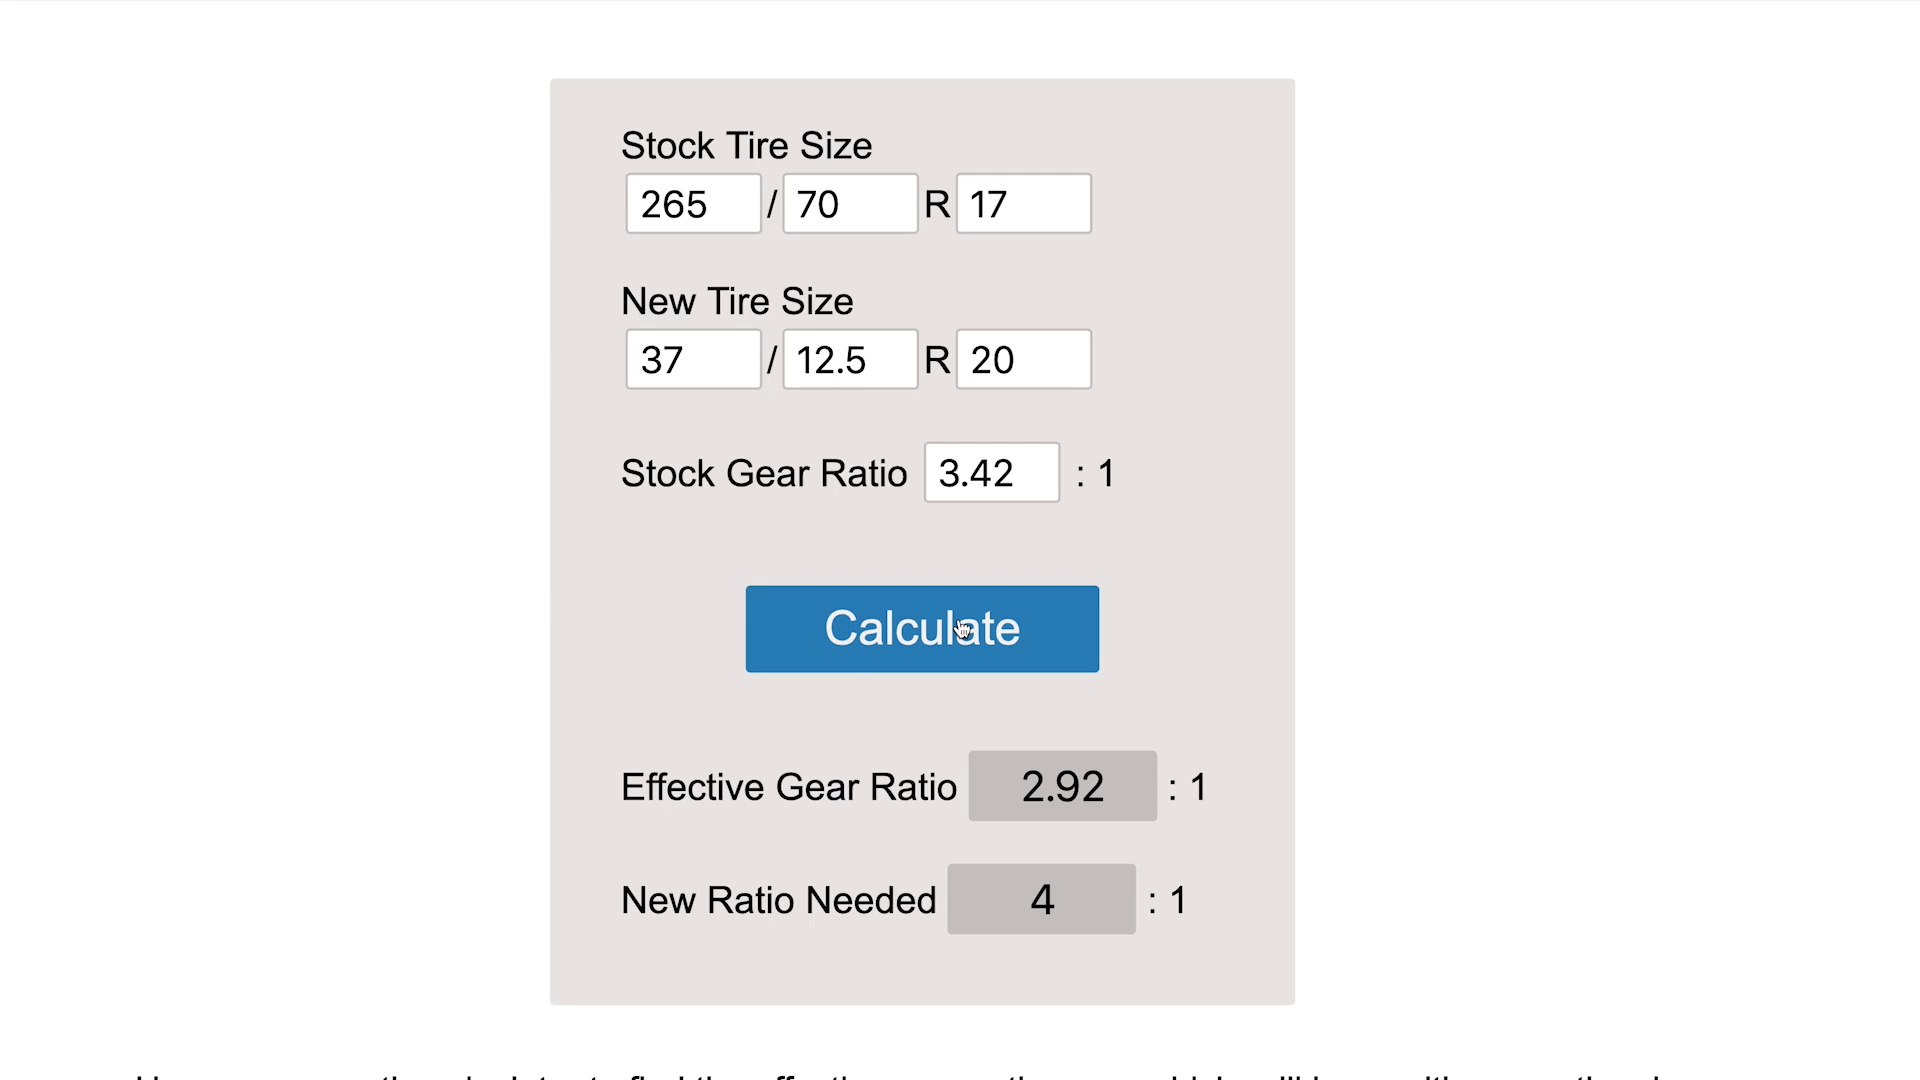 Stock Tire Size
265 / 70 R 17
New Tire Size
37 / 12.5 R 20
Stock Gear Ratio 3.42 : 1
Calculate
Effective Gear Ratio 2.92 : 1
New Ratio Needed 4 : 1